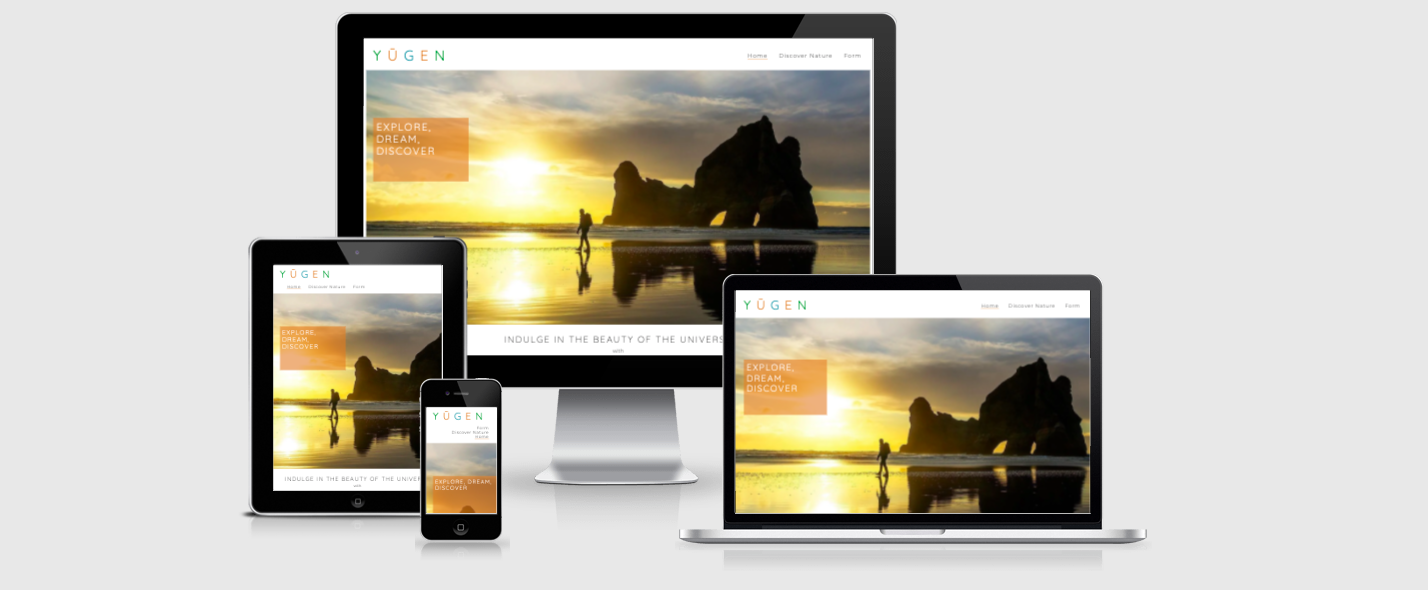 YŪGEN
Home Discover Nature Form
EXPLORE,
DREAM,
DISCOVER
INDULGE IN THE BEAUTY OF THE UNIVERS
with
YŪGEN
Home Discover Nature Form
EXPLORE,
DREAM,
DISCOVER
INDULGE IN THE BEAUTY OF THE UNIVER
with
YŪGEN
Form
Discover Nature
Home
EXPLORE, DREAM,
DISCOVER
YŪGEN
Home Discover Nature Form
EXPLORE,
DREAM,
DISCOVER